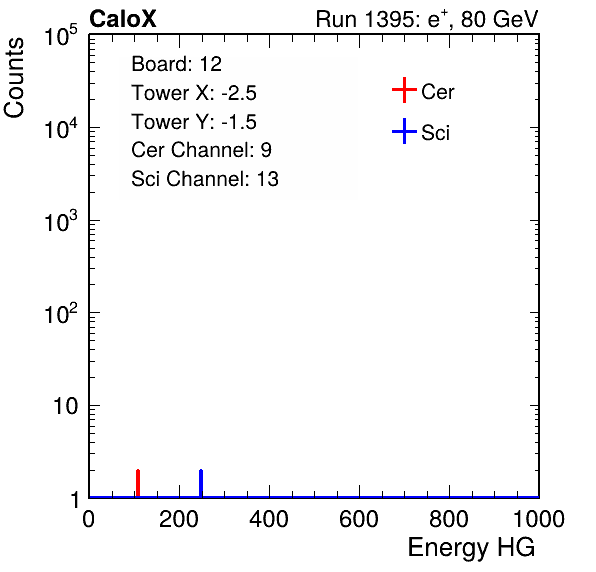 CaloX Run 1395: e⁺, 80 GeV
Counts
10⁵
10⁴
10³
10²
10
1
Board: 12
Tower X: -2.5
Tower Y: -1.5
Cer Channel: 9
Sci Channel: 13
Cer
Sci
0 200 400 600 800 1000
Energy HG